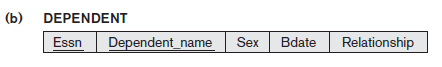 (b) DEPENDENT
Essn Dependent_name Sex Bdate Relationship